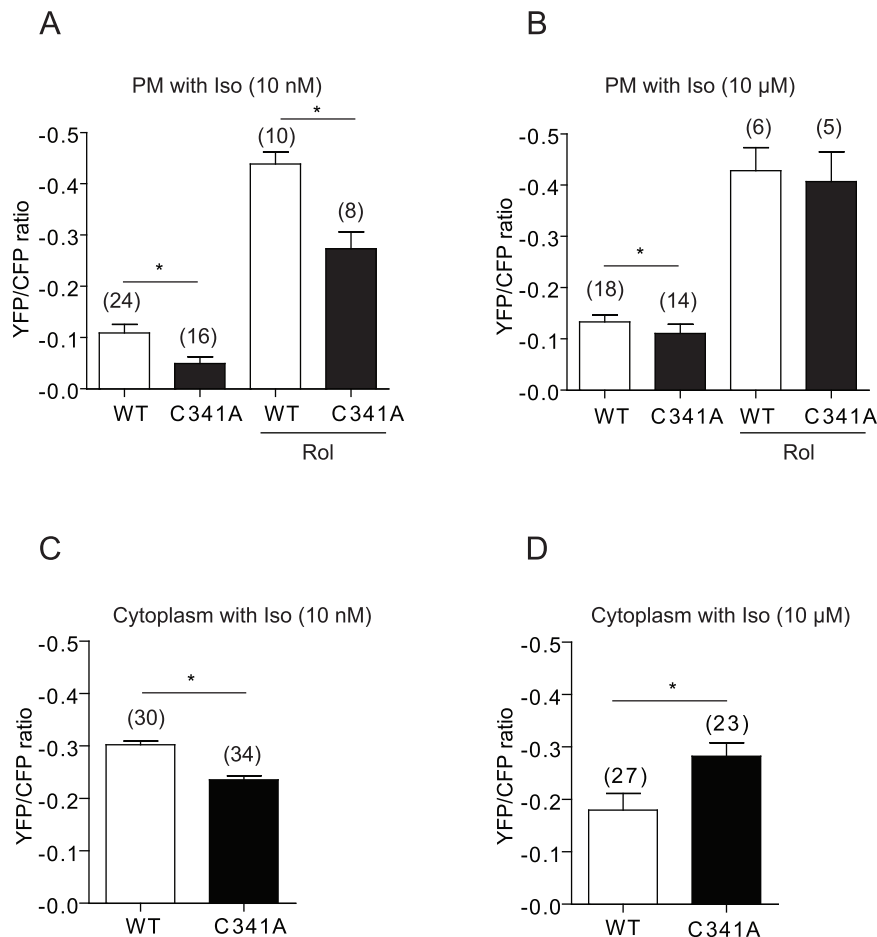 A
PM with Iso (10 nM)
YFP/CFP ratio
-0.5
-0.4
-0.3
-0.2
-0.1
-0.0
(24)
*
(16)
(10)
*
(8)
WT
C341A
WT
C341A
Rol
B
PM with Iso (10 µM)
YFP/CFP ratio
-0.5
-0.4
-0.3
-0.2
-0.1
-0.0
(18)
*
(14)
(6)
(5)
WT
C341A
WT
C341A
Rol
C
Cytoplasm with Iso (10 nM)
YFP/CFP ratio
-0.5
-0.4
-0.3
-0.2
-0.1
-0.0
*
(30)
(34)
WT
C341A
D
Cytoplasm with Iso (10 µM)
YFP/CFP ratio
-0.5
-0.4
-0.3
-0.2
-0.1
-0.0
*
(27)
(23)
WT
C341A